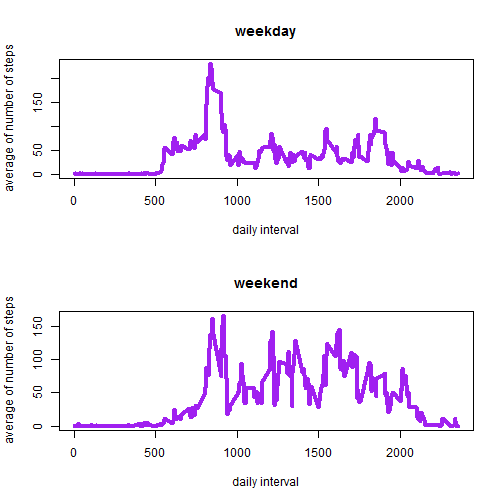 weekday
average of number of steps
150
50
0
0
500
1000
1500
2000
daily interval
weekend
average of number of steps
150
100
50
0
0
500
1000
1500
2000
daily interval